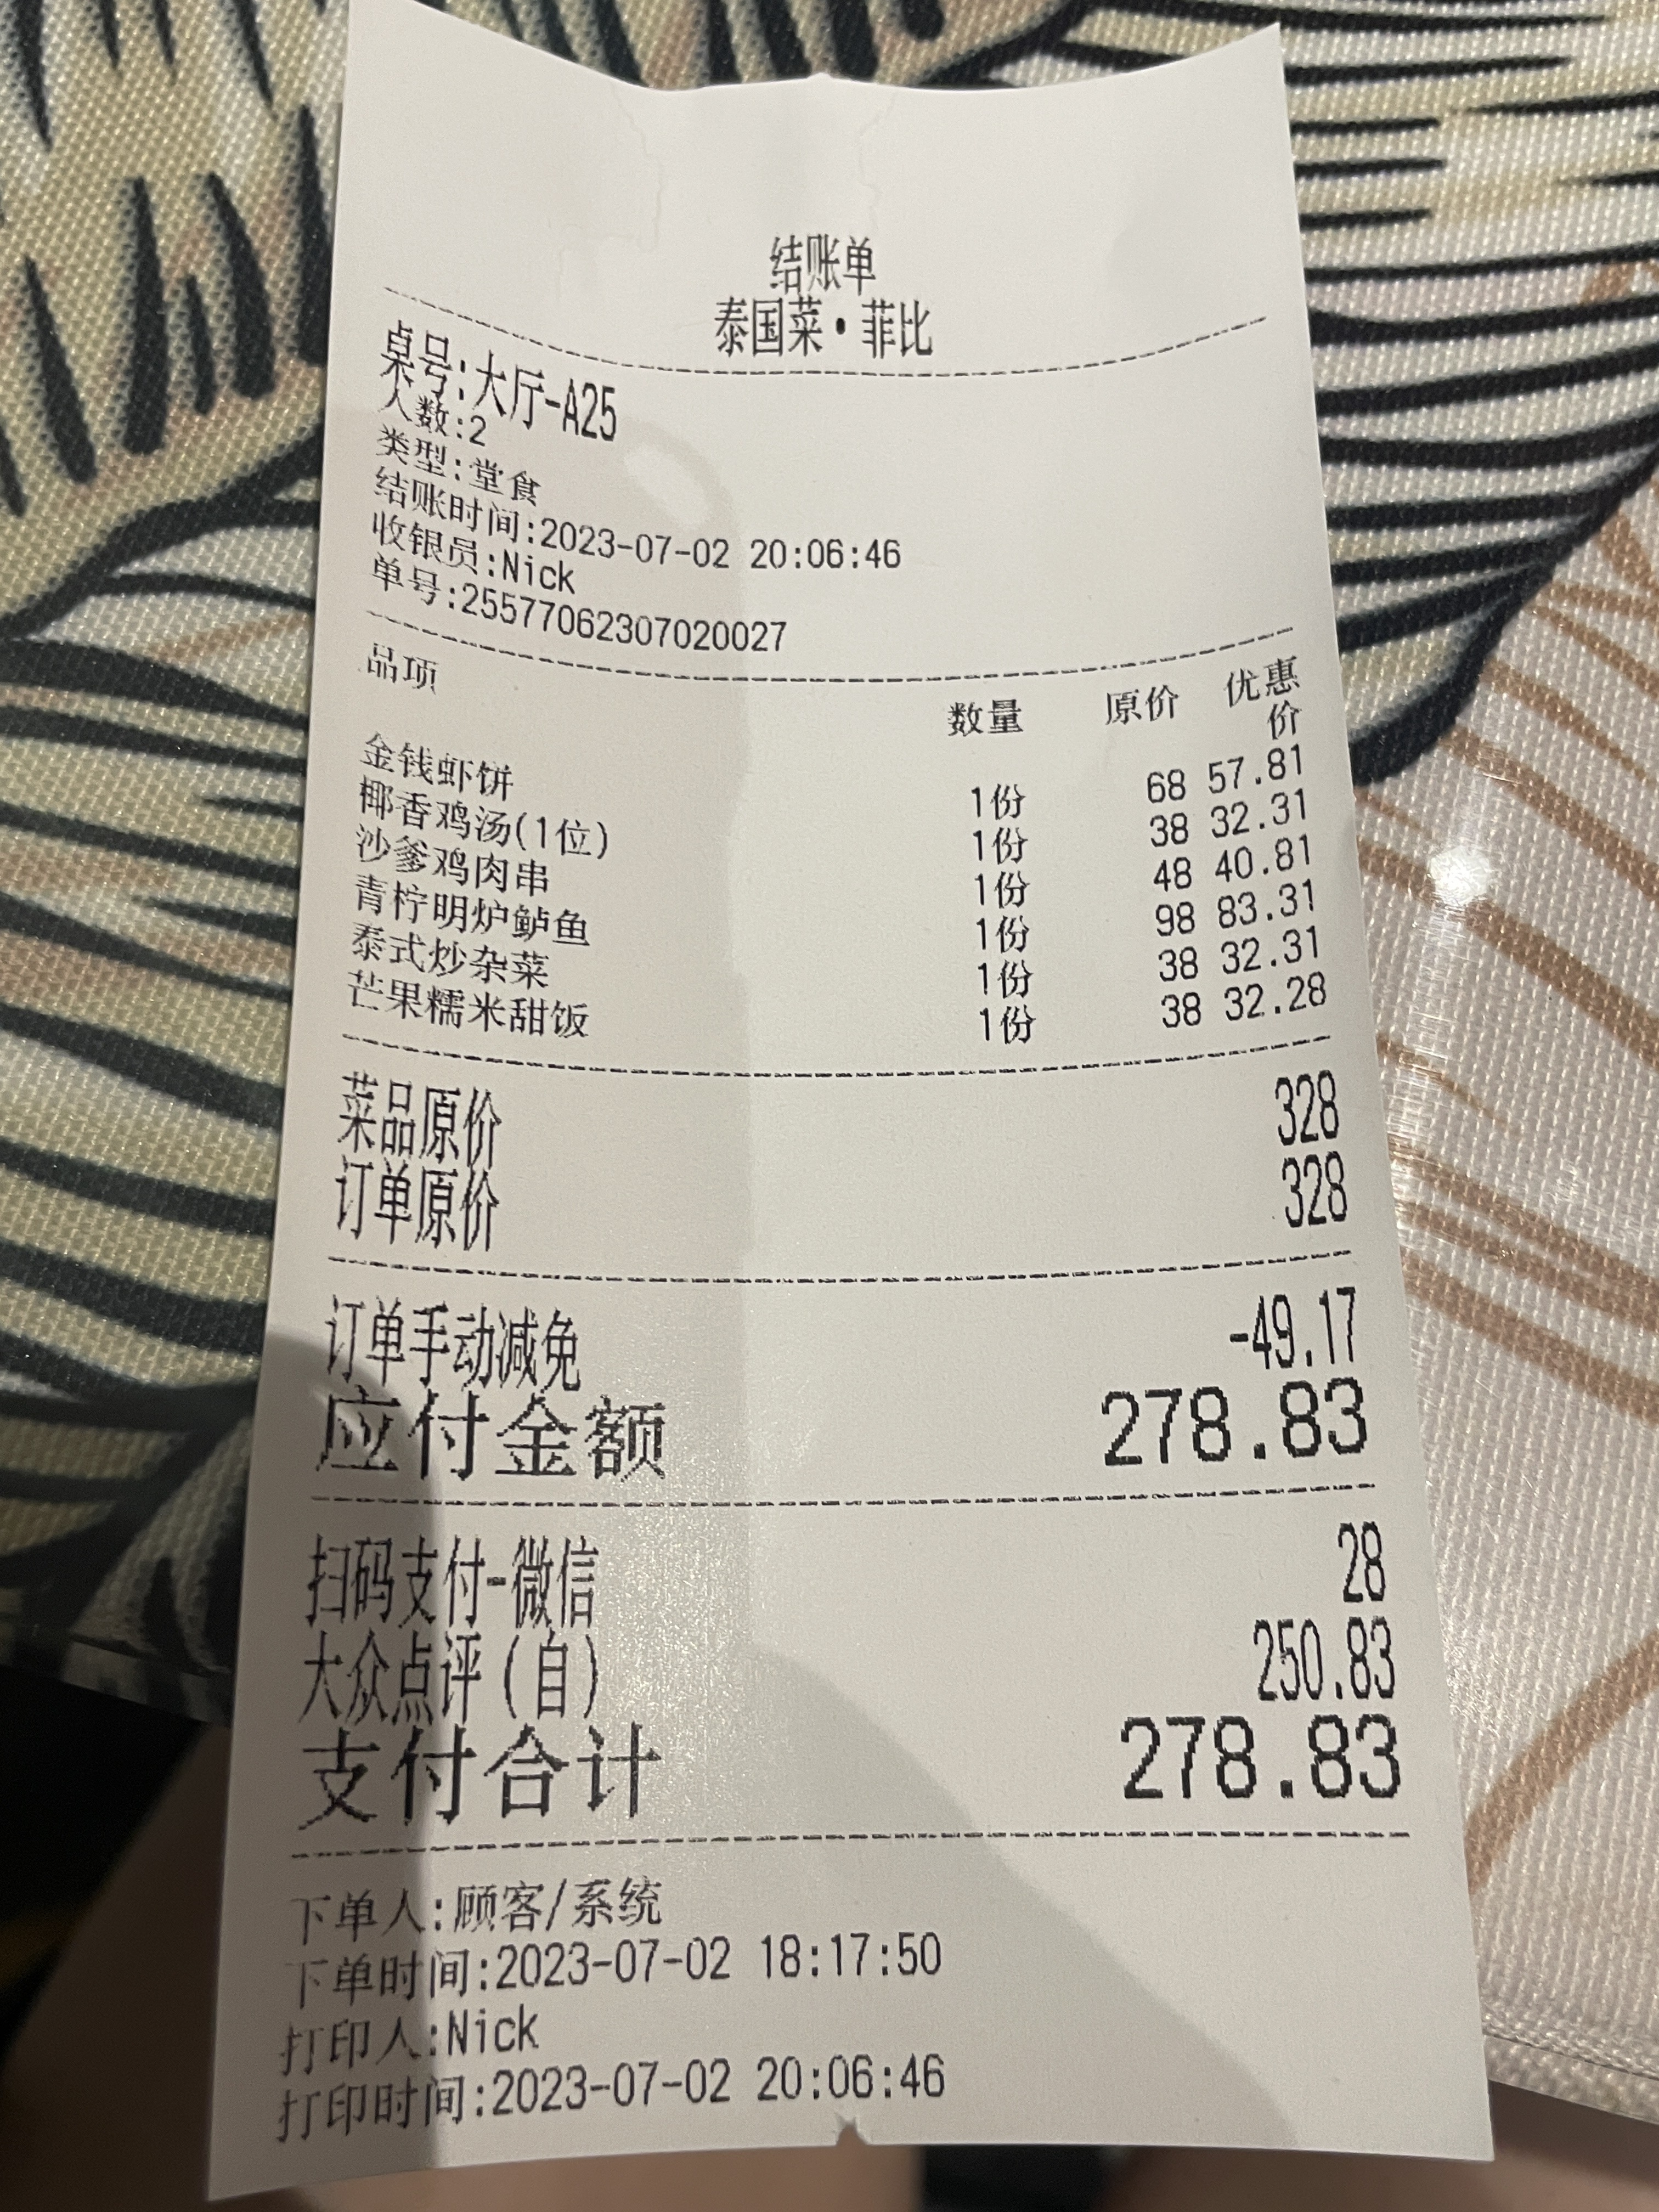 结账单
泰国菜•菲比
桌号:大厅-A25
人数:2
类型:堂食
结账时间:2023-07-02 20:06:46
收银员:Nick
单号:25577062307020027
品项 数量 原价 优惠价
金钱虾饼 1份 68 57.81
椰香鸡汤(1位) 1份 38 32.31
沙爹鸡肉串 1份 48 40.81
青柠明炉鲈鱼 1份 98 83.31
泰式炒杂菜 1份 38 32.31
芒果糯米甜饭 1份 38 32.28
菜品原价 328
订单原价 328
订单手动减免 -49.17
应付金额 278.83
扫码支付-微信 28
大众点评(自) 250.83
支付合计 278.83
下单人:顾客/系统
下单时间:2023-07-02 18:17:50
打印人:Nick
打印时间:2023-07-02 20:06:46